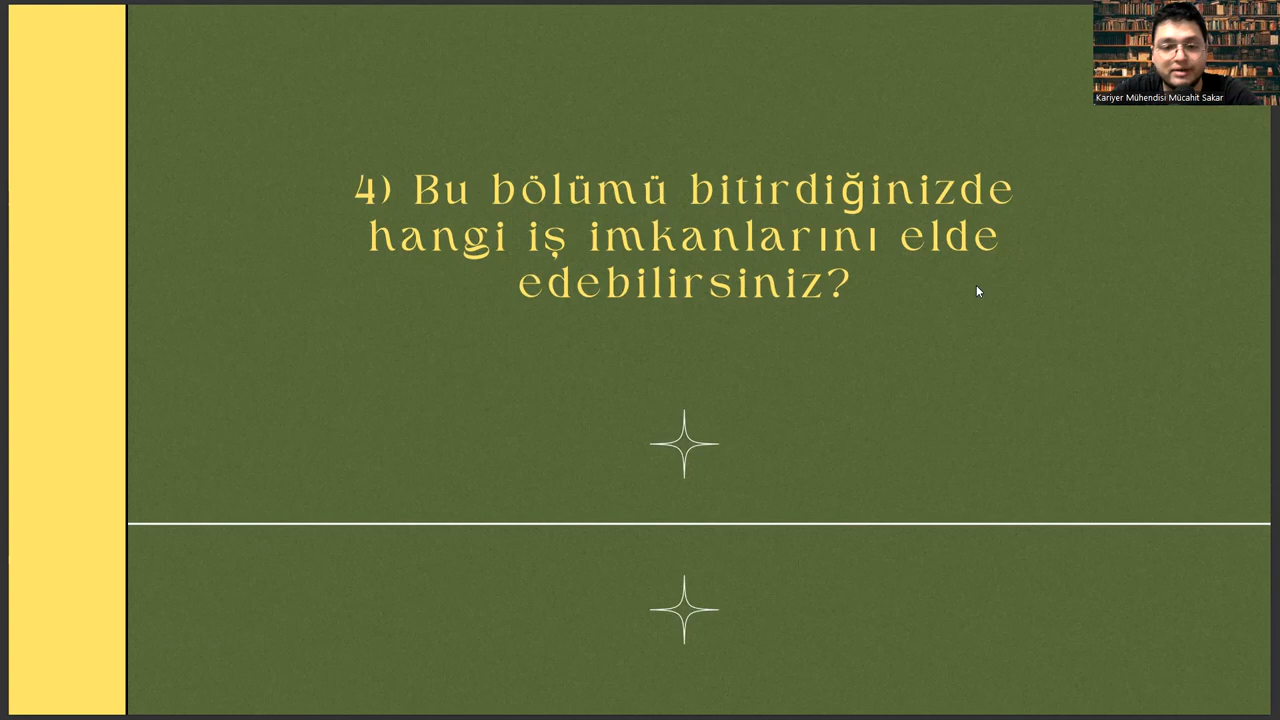 4) Bu bölümü bitirdiğinizde
hangi iş imkanlarını elde
edebilirsiniz?
Kariyer Mühendisi Mücahit Sakar